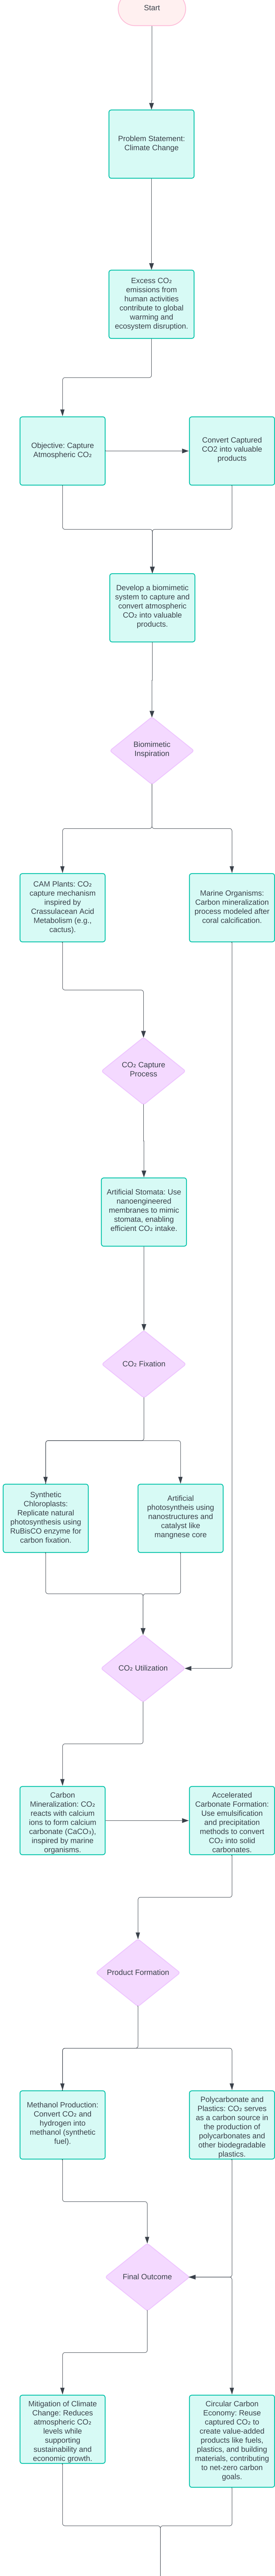 Start
Problem Statement:
Climate Change
Excess CO₂
emissions from
human activities
contribute to global
warming and
ecosystem disruption.
Objective: Capture
Atmospheric CO₂
Convert Captured
CO2 into valuable
products
Develop a biomimetic
system to capture and
convert atmospheric
CO₂ into valuable
products.
Biomimetic
Inspiration
CAM Plants: CO₂
capture mechanism
inspired by
Crassulacean Acid
Metabolism (e.g.,
cactus).
Marine Organisms:
Carbon mineralization
process modeled after
coral calcification.
CO₂ Capture
Process
Artificial Stomata: Use
nanoengineered
membranes to mimic
stomata, enabling
efficient CO₂ intake.
CO₂ Fixation
Synthetic
Chloroplasts:
Replicate natural
photosynthesis using
RuBisCO enzyme for
carbon fixation.
Artificial
photosyntheis using
nanostructures and
catalyst like
mangnese core
CO₂ Utilization
Carbon
Mineralization: CO₂
reacts with calcium
ions to form calcium
carbonate (CaCO₃),
inspired by marine
organisms.
Accelerated
Carbonate Formation:
Use emulsification
and precipitation
methods to convert
CO₂ into solid
carbonates.
Product Formation
Methanol Production:
Convert CO₂ and
hydrogen into
methanol (synthetic
fuel).
Polycarbonate and
Plastics: CO₂ serves
as a carbon source in
the production of
polycarbonates and
other biodegradable
plastics.
Final Outcome
Mitigation of Climate
Change: Reduces
atmospheric CO₂
levels while
supporting
sustainability and
economic growth.
Circular Carbon
Economy: Reuse
captured CO₂ to
create value-added
products like fuels,
plastics, and building
materials, contributing
to net-zero carbon
goals.